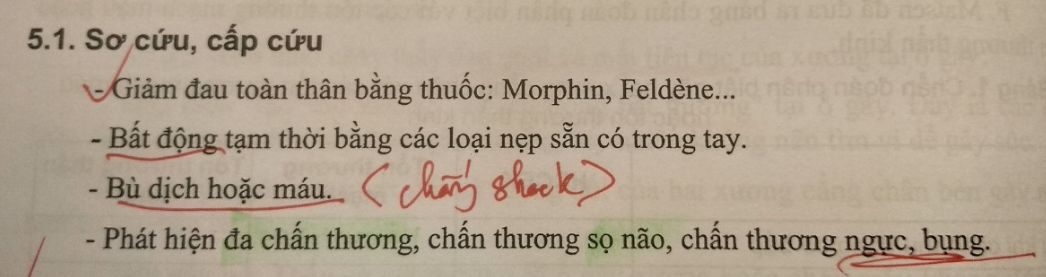 5.1. Sơ cứu, cấp cứu
- Giảm đau toàn thân bằng thuốc: Morphin, Feldène...
- Bất động tạm thời bằng các loại nẹp sẵn có trong tay.
- Bù dịch hoặc máu. (chống shock)
- Phát hiện đa chấn thương, chấn thương sọ não, chấn thương ngực, bụng.